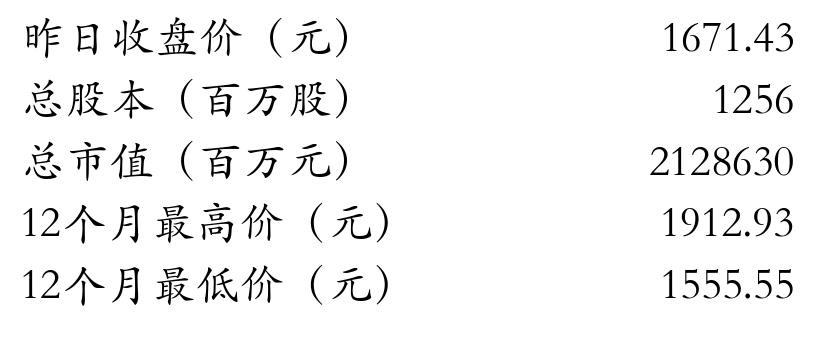 昨日收盘价（元） 1671.43
总股本（百万股） 1256
总市值（百万元） 2128630
12个月最高价（元） 1912.93
12个月最低价（元） 1555.55